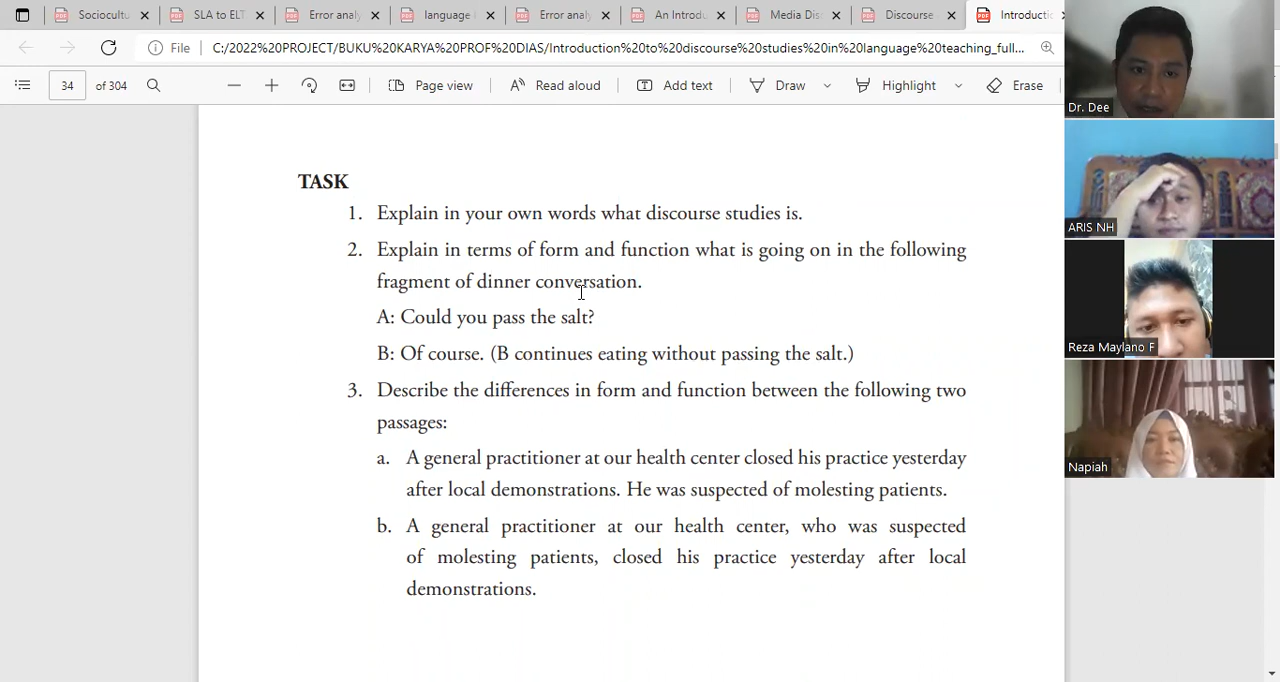 Sociocultu
SLA to ELT
Error analy
language
Error analy
An Introdu
Media Dis
Discourse
Introductio
File
C:/2022%20PROJECT/BUKU%20KARYA%20PROF%20DIAS/Introduction%20to%20discourse%20studies%20in%20language%20teaching_full...
34 of 304
Page view
Read aloud
Add text
Draw
Highlight
Erase
TASK
1. Explain in your own words what discourse studies is.
2. Explain in terms of form and function what is going on in the following
fragment of dinner conversation.
A: Could you pass the salt?
B: Of course. (B continues eating without passing the salt.)
3. Describe the differences in form and function between the following two
passages:
a. A general practitioner at our health center closed his practice yesterday
after local demonstrations. He was suspected of molesting patients.
b. A general practitioner at our health center, who was suspected
of molesting patients, closed his practice yesterday after local
demonstrations.
Dr. Dee
ARIS NH
Reza Maylano F
Napiah